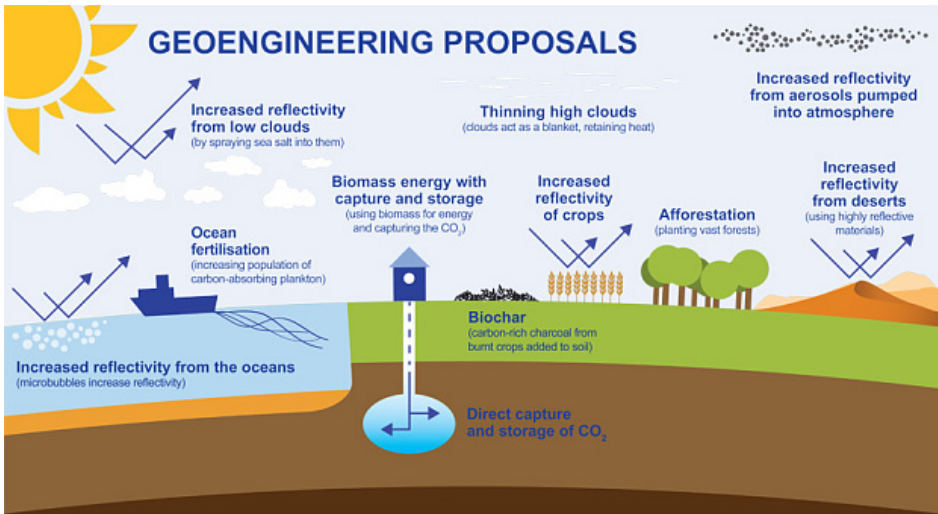 GEOENGINEERING PROPOSALS
Increased reflectivity
from low clouds
(by spraying sea salt into them)
Thinning high clouds
(clouds act as a blanket, retaining heat)
Increased reflectivity
from aerosols pumped
into atmosphere
Biomass energy with
capture and storage
(using biomass for energy
and capturing the CO₂)
Increased
reflectivity
of crops
Afforestation
(planting vast forests)
Increased
reflectivity
from deserts
(using highly reflective
materials)
Ocean
fertilisation
(increasing population of
carbon-absorbing plankton)
Biochar
(carbon-rich charcoal from
burnt crops added to soil)
Increased reflectivity from the oceans
(microbubbles increase reflectivity)
Direct capture
and storage of CO₂